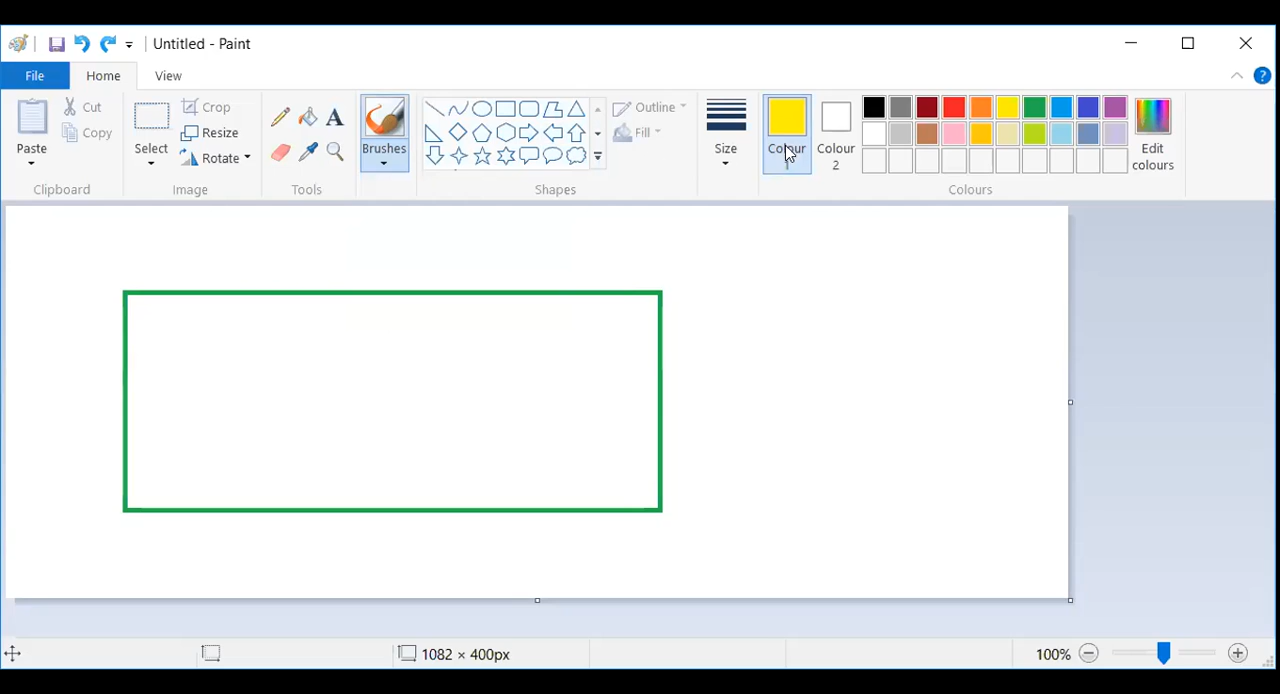 Untitled - Paint
File Home View
Paste
Cut
Copy
Clipboard
Select
Crop
Resize
Rotate
Image
A
Tools
Brushes
Shapes
Outline
Fill
Size
Colour
1
Colour
2
Edit
colours
Colours
?
1082 × 400px
100%